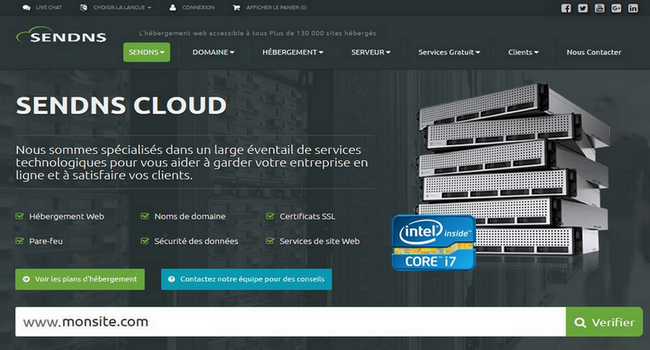 LIVE CHAT CHOISIR LA LANGUE CONNEXION AFFICHER LE PANIER (0)
SENDNS
L'hébergement web accessible à tous Plus de 130 000 sites hébergés
SENDNS DOMAINE HÉBERGEMENT SERVEUR Services Gratuit Clients Nous Contacter
SENDNS CLOUD
Nous sommes spécialisés dans un large éventail de services
technologiques pour vous aider à garder votre entreprise en
ligne et à satisfaire vos clients.
Hébergement Web Noms de domaine Certificats SSL
Pare-feu Sécurité des données Services de site Web
intel inside™
CORE i7
Voir les plans d'hébergement Contactez notre équipe pour des conseils
www.monsite.com Verifier